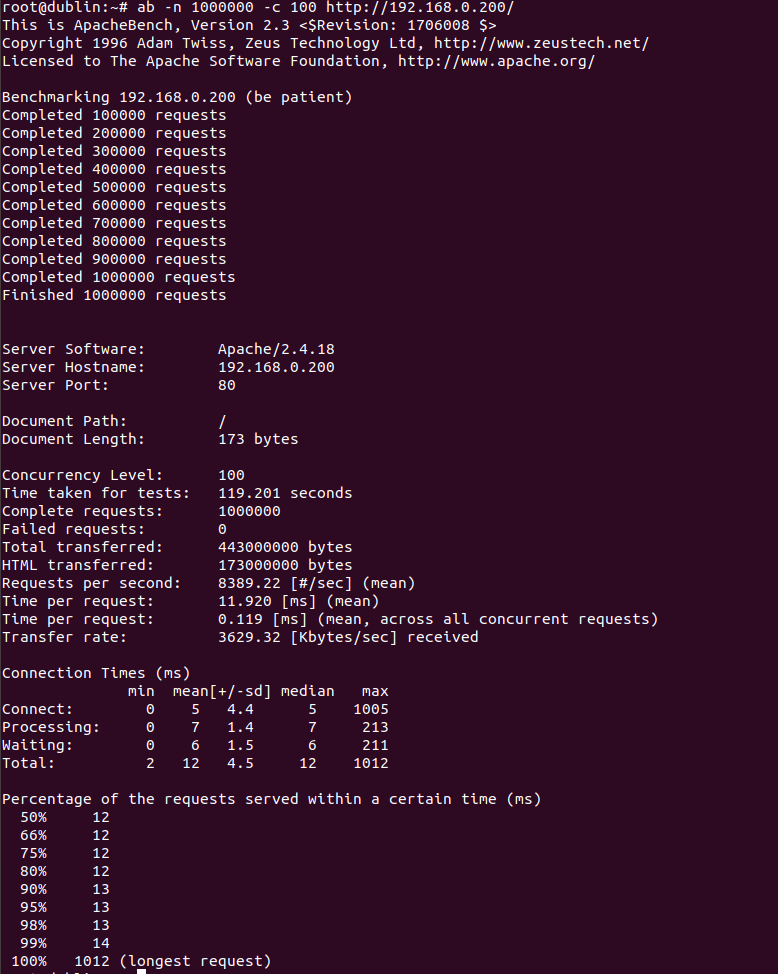 root@dublin:~# ab -n 1000000 -c 100 http://192.168.0.200/
This is ApacheBench, Version 2.3 <$Revision: 1706008 $>
Copyright 1996 Adam Twiss, Zeus Technology Ltd, http://www.zeustech.net/
Licensed to The Apache Software Foundation, http://www.apache.org/

Benchmarking 192.168.0.200 (be patient)
Completed 100000 requests
Completed 200000 requests
Completed 300000 requests
Completed 400000 requests
Completed 500000 requests
Completed 600000 requests
Completed 700000 requests
Completed 800000 requests
Completed 900000 requests
Completed 1000000 requests
Finished 1000000 requests


Server Software:        Apache/2.4.18
Server Hostname:        192.168.0.200
Server Port:            80

Document Path:          /
Document Length:        173 bytes

Concurrency Level:      100
Time taken for tests:   119.201 seconds
Complete requests:      1000000
Failed requests:        0
Total transferred:      443000000 bytes
HTML transferred:       173000000 bytes
Requests per second:    8389.22 [#/sec] (mean)
Time per request:       11.920 [ms] (mean)
Time per request:       0.119 [ms] (mean, across all concurrent requests)
Transfer rate:          3629.32 [Kbytes/sec] received

Connection Times (ms)
              min  mean[+/-sd] median   max
Connect:        0    5   4.4      5    1005
Processing:     0    7   1.4      7     213
Waiting:        0    6   1.5      6     211
Total:          2   12   4.5     12    1012

Percentage of the requests served within a certain time (ms)
  50%     12
  66%     12
  75%     12
  80%     12
  90%     13
  95%     13
  98%     13
  99%     14
 100%   1012 (longest request)